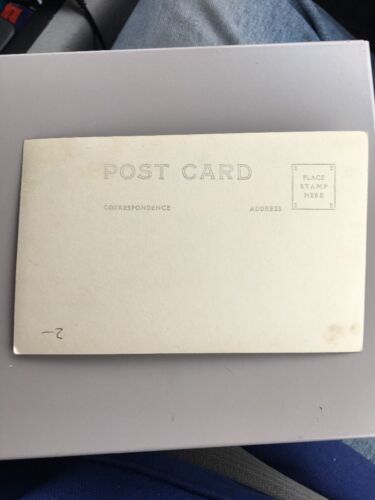 POST CARD
CORRESPONDENCE
ADDRESS
PLACE
STAMP
HERE
2-